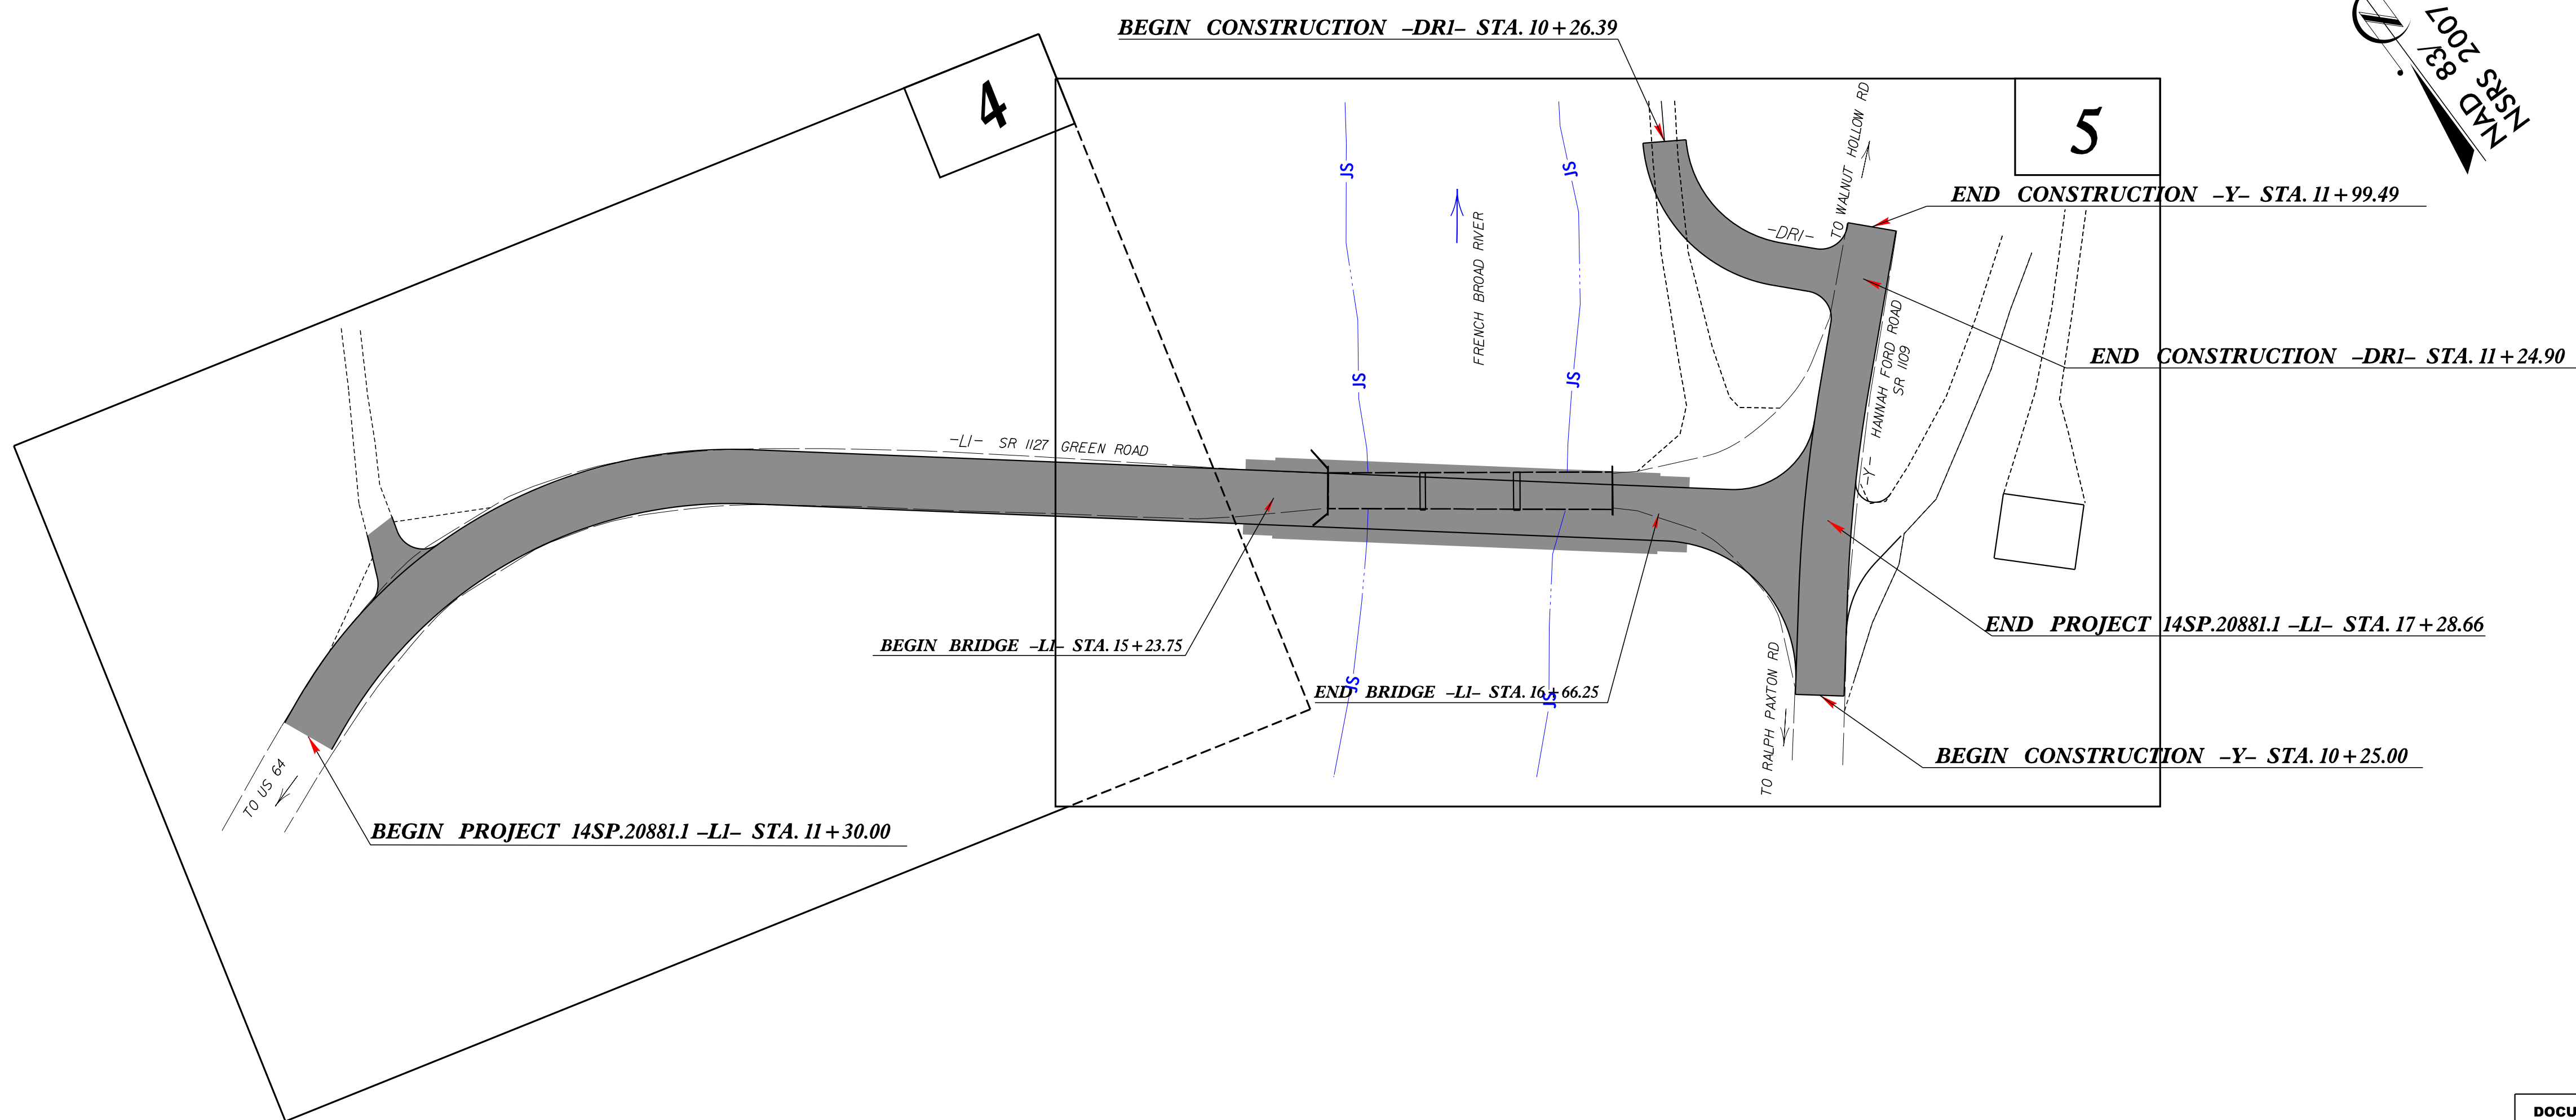 BEGIN CONSTRUCTION -DR1- STA. 10+26.39
NAD 83/
NSRS 2007
4
5
TO WALNUT HOLLOW RD
JS
JS
END CONSTRUCTION -Y- STA. 11+99.49
-DR1-
FRENCH BROAD RIVER
HANNAH FORD ROAD
SR 1109
-Y-
END CONSTRUCTION -DR1- STA. 11+24.90
JS
JS
-L1- SR 1127 GREEN ROAD
END PROJECT 14SP.20881.1 -L1- STA. 17+28.66
BEGIN BRIDGE -L1- STA. 15+23.75
JS
END BRIDGE -L1- STA. 16+66.25
JS
TO RALPH PAXTON RD
BEGIN CONSTRUCTION -Y- STA. 10+25.00
TO US 64
BEGIN PROJECT 14SP.20881.1 -L1- STA. 11+30.00